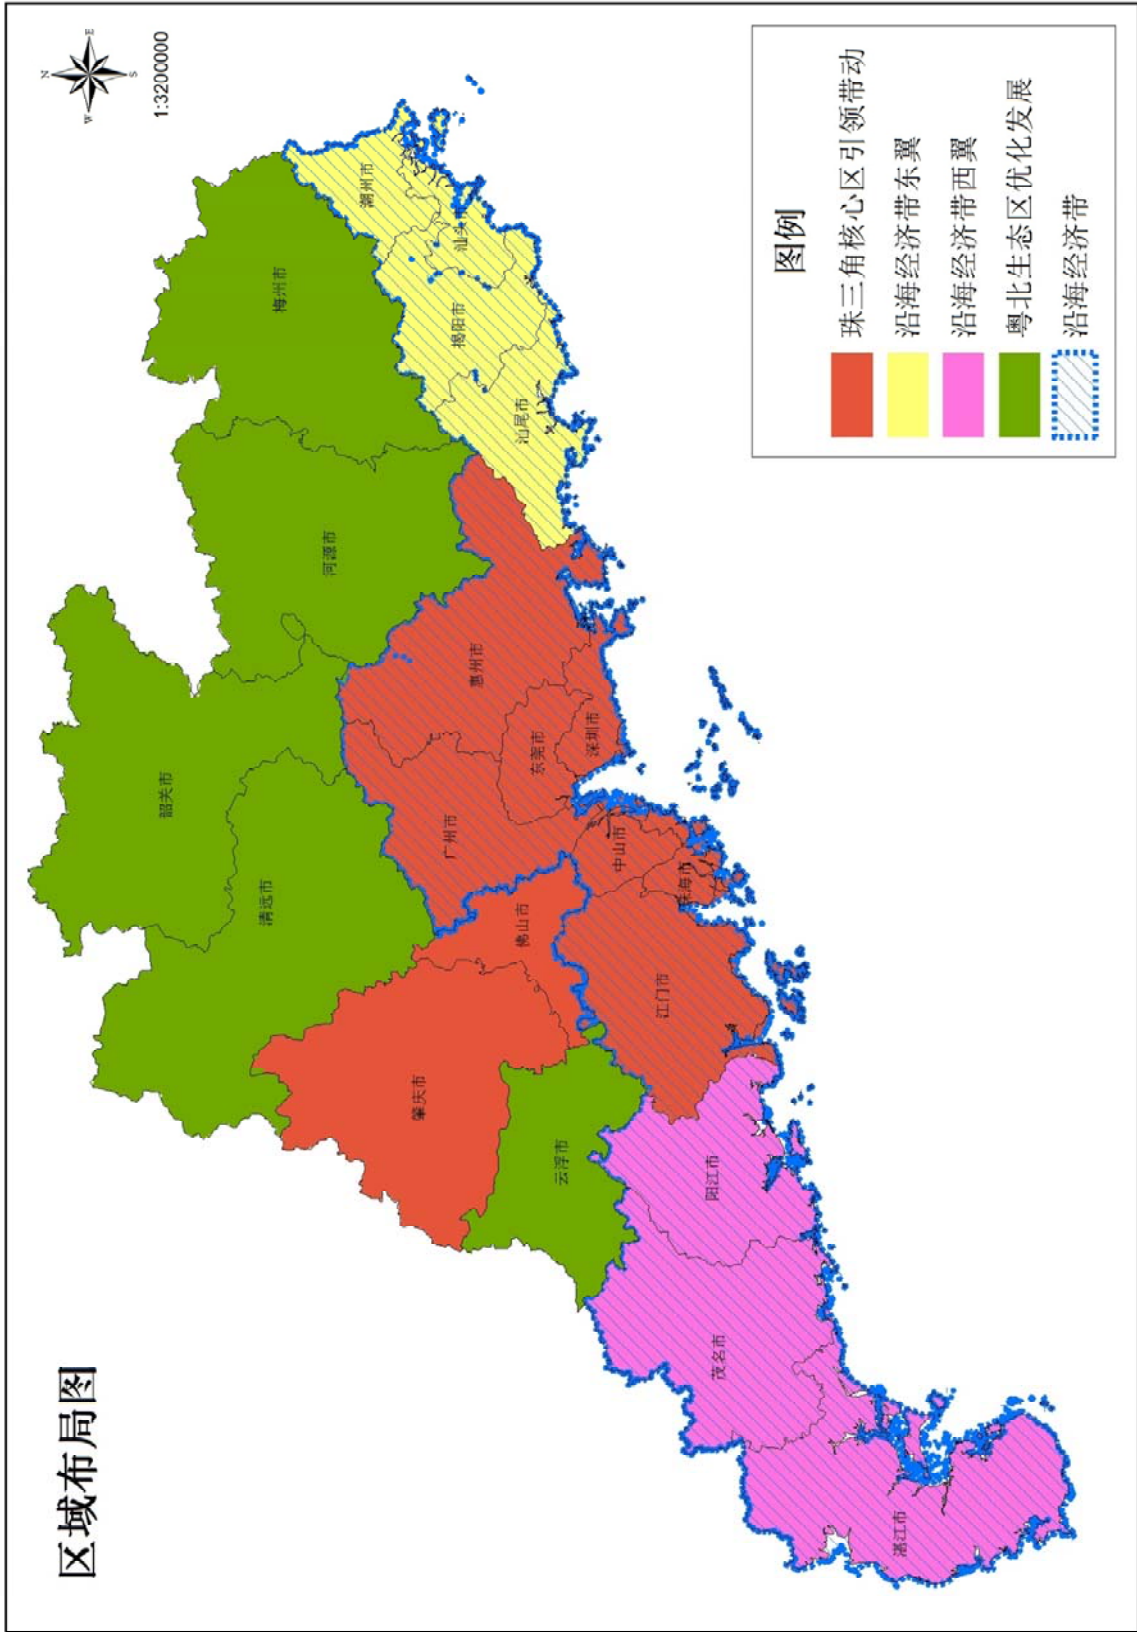 区域布局图
N
E
S
W
1:3200000
韶关市
清远市
梅州市
河源市
潮州市
汕头市
揭阳市
汕尾市
惠州市
广州市
东莞市
深圳市
肇庆市
佛山市
中山市
珠海市
江门市
云浮市
阳江市
茂名市
湛江市
图例
珠三角核心区引领带动
沿海经济带东翼
沿海经济带西翼
粤北生态区优化发展
沿海经济带